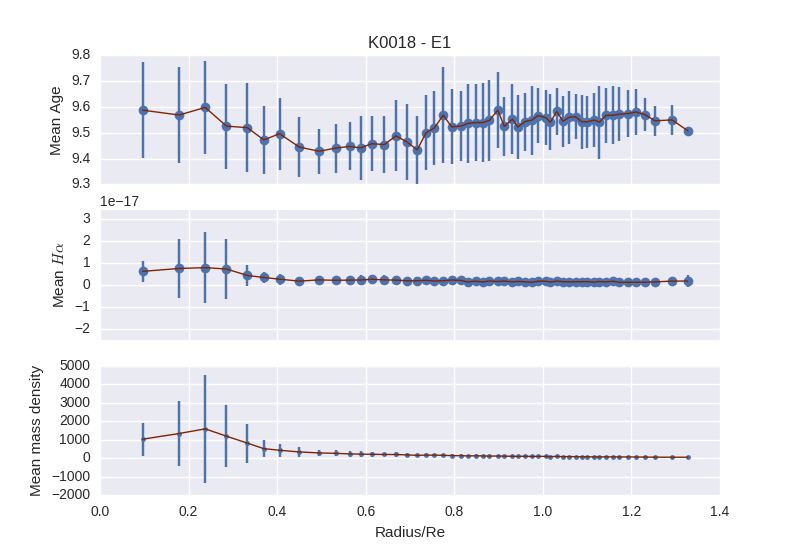 K0018 - E1
9.8
9.7
9.6
9.5
9.4
9.3
Mean Age
1e−17
3
2
1
0
−1
−2
Mean Hα
5000
4000
3000
2000
1000
0
−1000
−2000
Mean mass density
0.0 0.2 0.4 0.6 0.8 1.0 1.2 1.4
Radius/Re